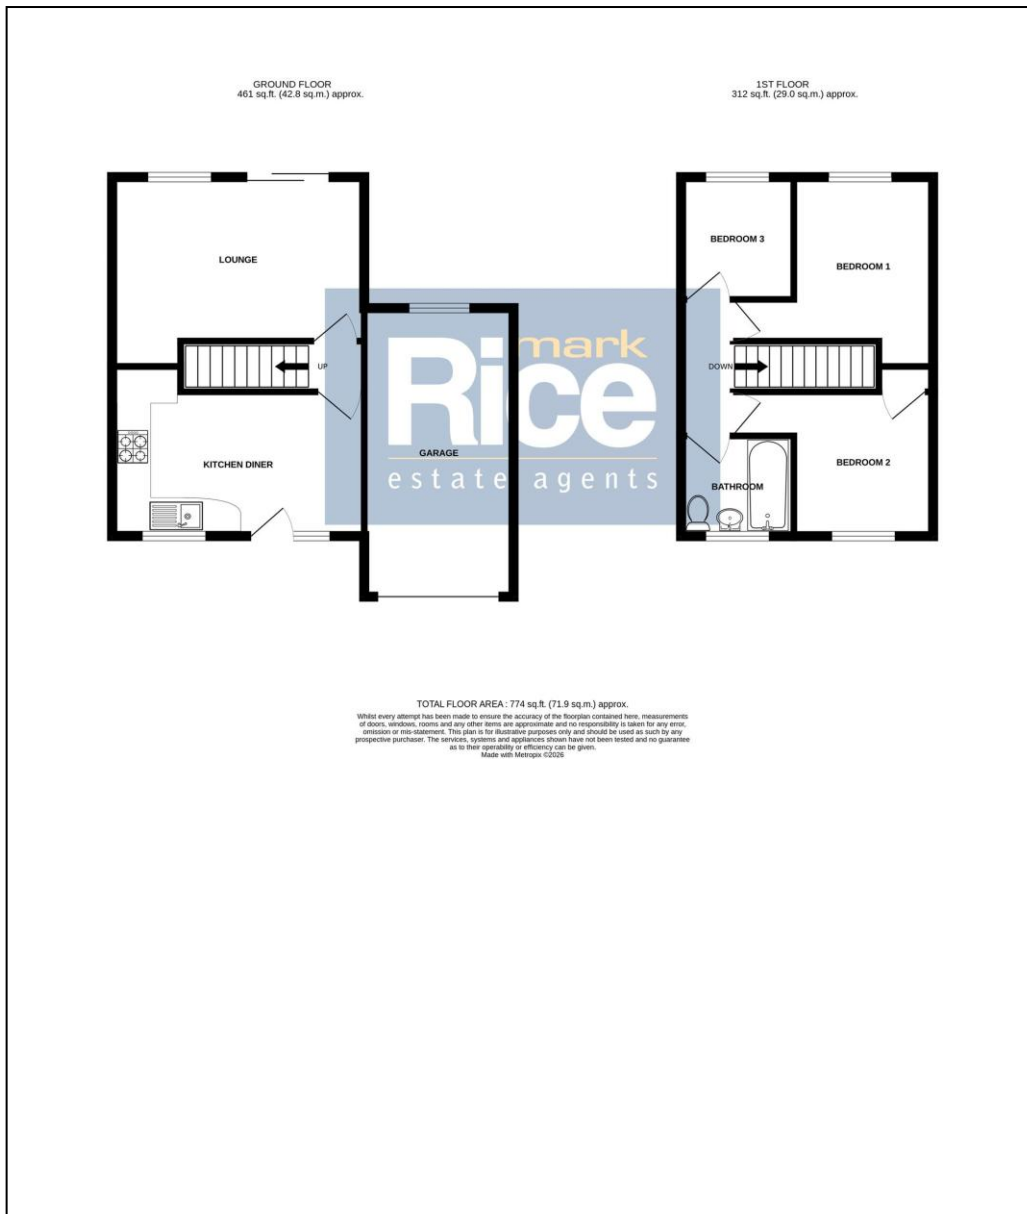 GROUND FLOOR
461 sq.ft. (42.8 sq.m.) approx.
1ST FLOOR
312 sq.ft. (29.0 sq.m.) approx.
LOUNGE
UP
KITCHEN DINER
GARAGE
BEDROOM 3
BEDROOM 1
DOWN
BEDROOM 2
BATHROOM
mark
Rice
estate agents
TOTAL FLOOR AREA : 774 sq.ft. (71.9 sq.m.) approx.
Whilst every attempt has been made to ensure the accuracy of the floorplan contained here, measurements
of doors, windows, rooms and any other items are approximate and no responsibility is taken for any error,
omission or mis-statement. This plan is for illustrative purposes only and should be used as such by any
prospective purchaser. The services, systems and appliances shown have not been tested and no guarantee
as to their operability or efficiency can be given.
Made with Metropix ©2026